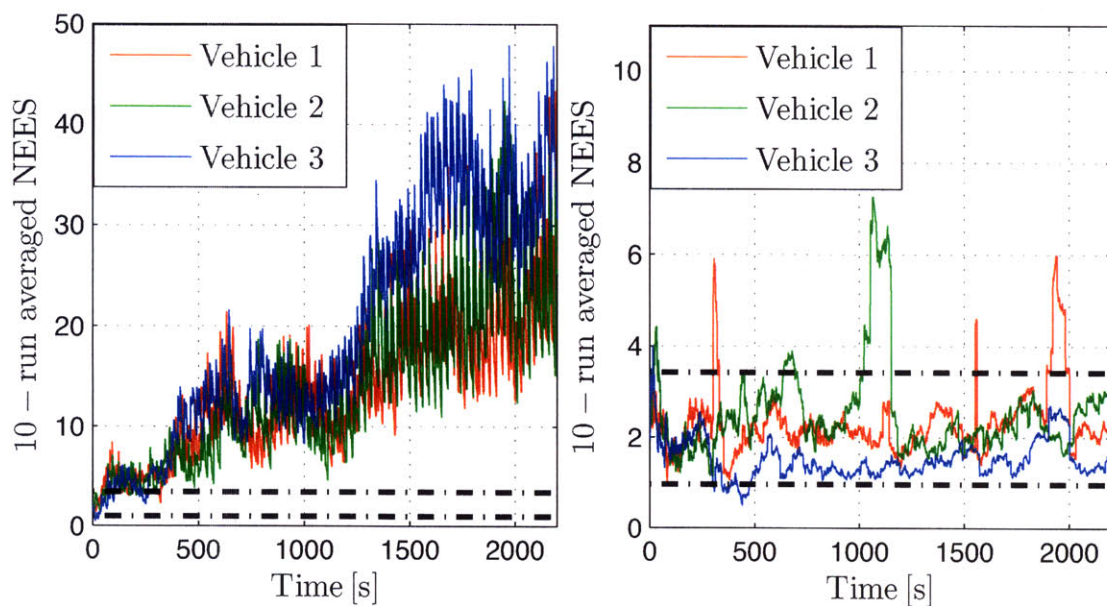 10 − run averaged NEES
50
40
30
20
10
0
Vehicle 1
Vehicle 2
Vehicle 3
0 500 1000 1500 2000
Time [s]
10 − run averaged NEES
10
8
6
4
2
0
Vehicle 1
Vehicle 2
Vehicle 3
0 500 1000 1500 2000
Time [s]